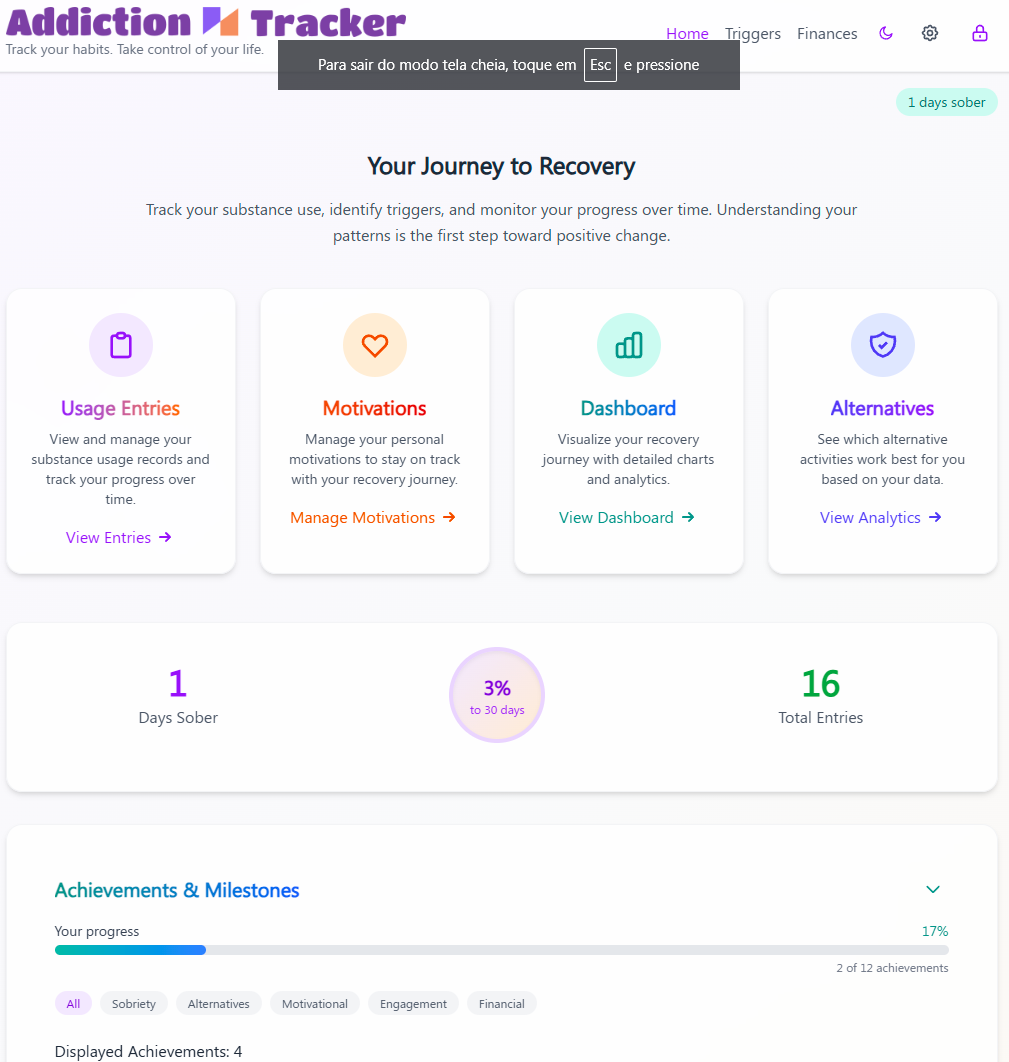 Addiction Tracker
Track your habits. Take control of your life.
Home Triggers Finances
Para sair do modo tela cheia, toque em Esc e pressione
1 days sober
Your Journey to Recovery
Track your substance use, identify triggers, and monitor your progress over time. Understanding your
patterns is the first step toward positive change.
Usage Entries
View and manage your
substance usage records and
track your progress over
time.
View Entries
Motivations
Manage your personal
motivations to stay on track
with your recovery journey.
Manage Motivations
Dashboard
Visualize your recovery
journey with detailed charts
and analytics.
View Dashboard
Alternatives
See which alternative
activities work best for you
based on your data.
View Analytics
1
Days Sober
3%
to 30 days
16
Total Entries
Achievements & Milestones
Your progress 17%
2 of 12 achievements
All Sobriety Alternatives Motivational Engagement Financial
Displayed Achievements: 4